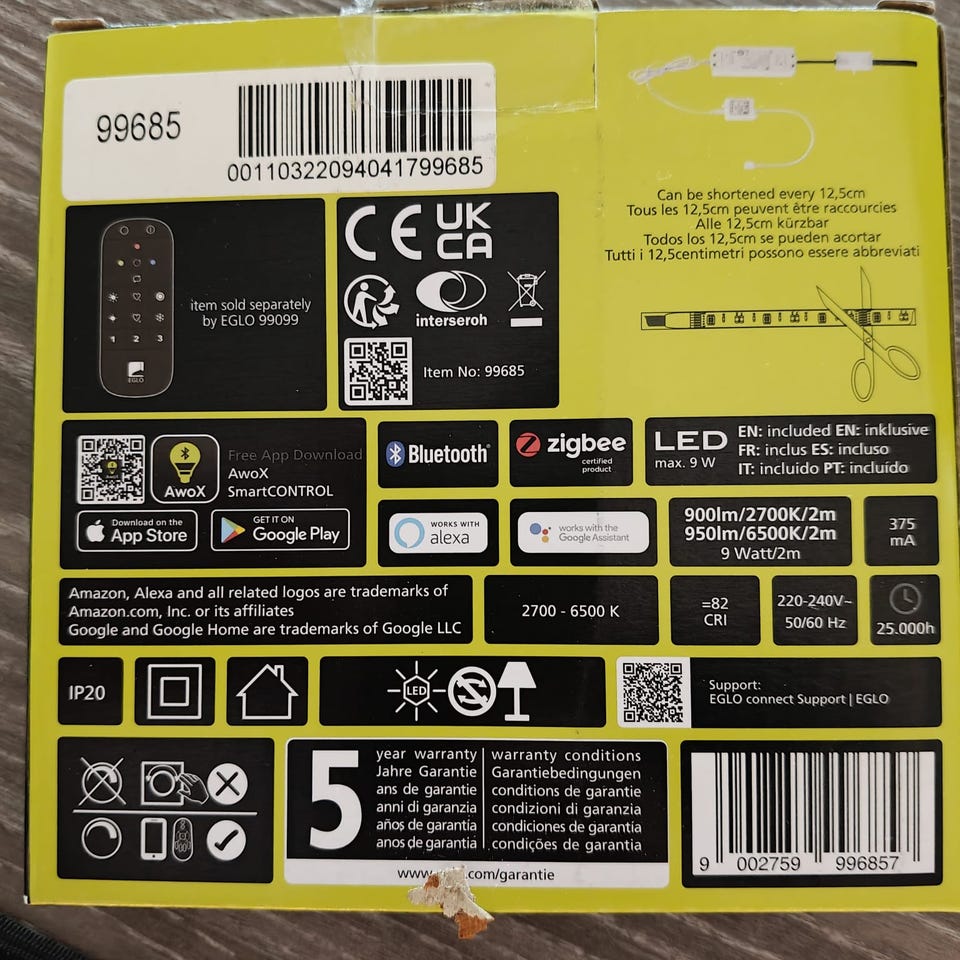 99685
00110322094041799685
Can be shortened every 12,5cm
Tous les 12,5cm peuvent être raccourcies
Alle 12,5cm kürzbar
Todos los 12,5cm se pueden acortar
Tutti i 12,5centimetri possono essere abbreviati
item sold separately
by EGLO 99099
1 2 3
EGLO
CE UK
CA
interseroh
Item No: 99685
Free App Download
AwoX
SmartCONTROL
AwoX
Download on the
App Store
GET IT ON
Google Play
Bluetooth®
zigbee
certified
product
LED
max. 9 W
EN: included EN: inklusive
FR: inclus ES: incluso
IT: incluido PT: incluído
WORKS WITH
alexa
works with the
Google Assistant
900lm/2700K/2m
950lm/6500K/2m
9 Watt/2m
375
mA
Amazon, Alexa and all related logos are trademarks of
Amazon.com, Inc. or its affiliates
Google and Google Home are trademarks of Google LLC
2700 - 6500 K
=82
CRI
220-240V~
50/60 Hz
25.000h
IP20
LED
Support:
EGLO connect Support | EGLO
5
year warranty
Jahre Garantie
ans de garantie
anni di garanzia
años de garantia
anos de garantia
warranty conditions
Garantiebedingungen
conditions de garantie
condizioni di garanzia
condiciones de garantia
condições de garantia
.com/garantie
9 002759 996857